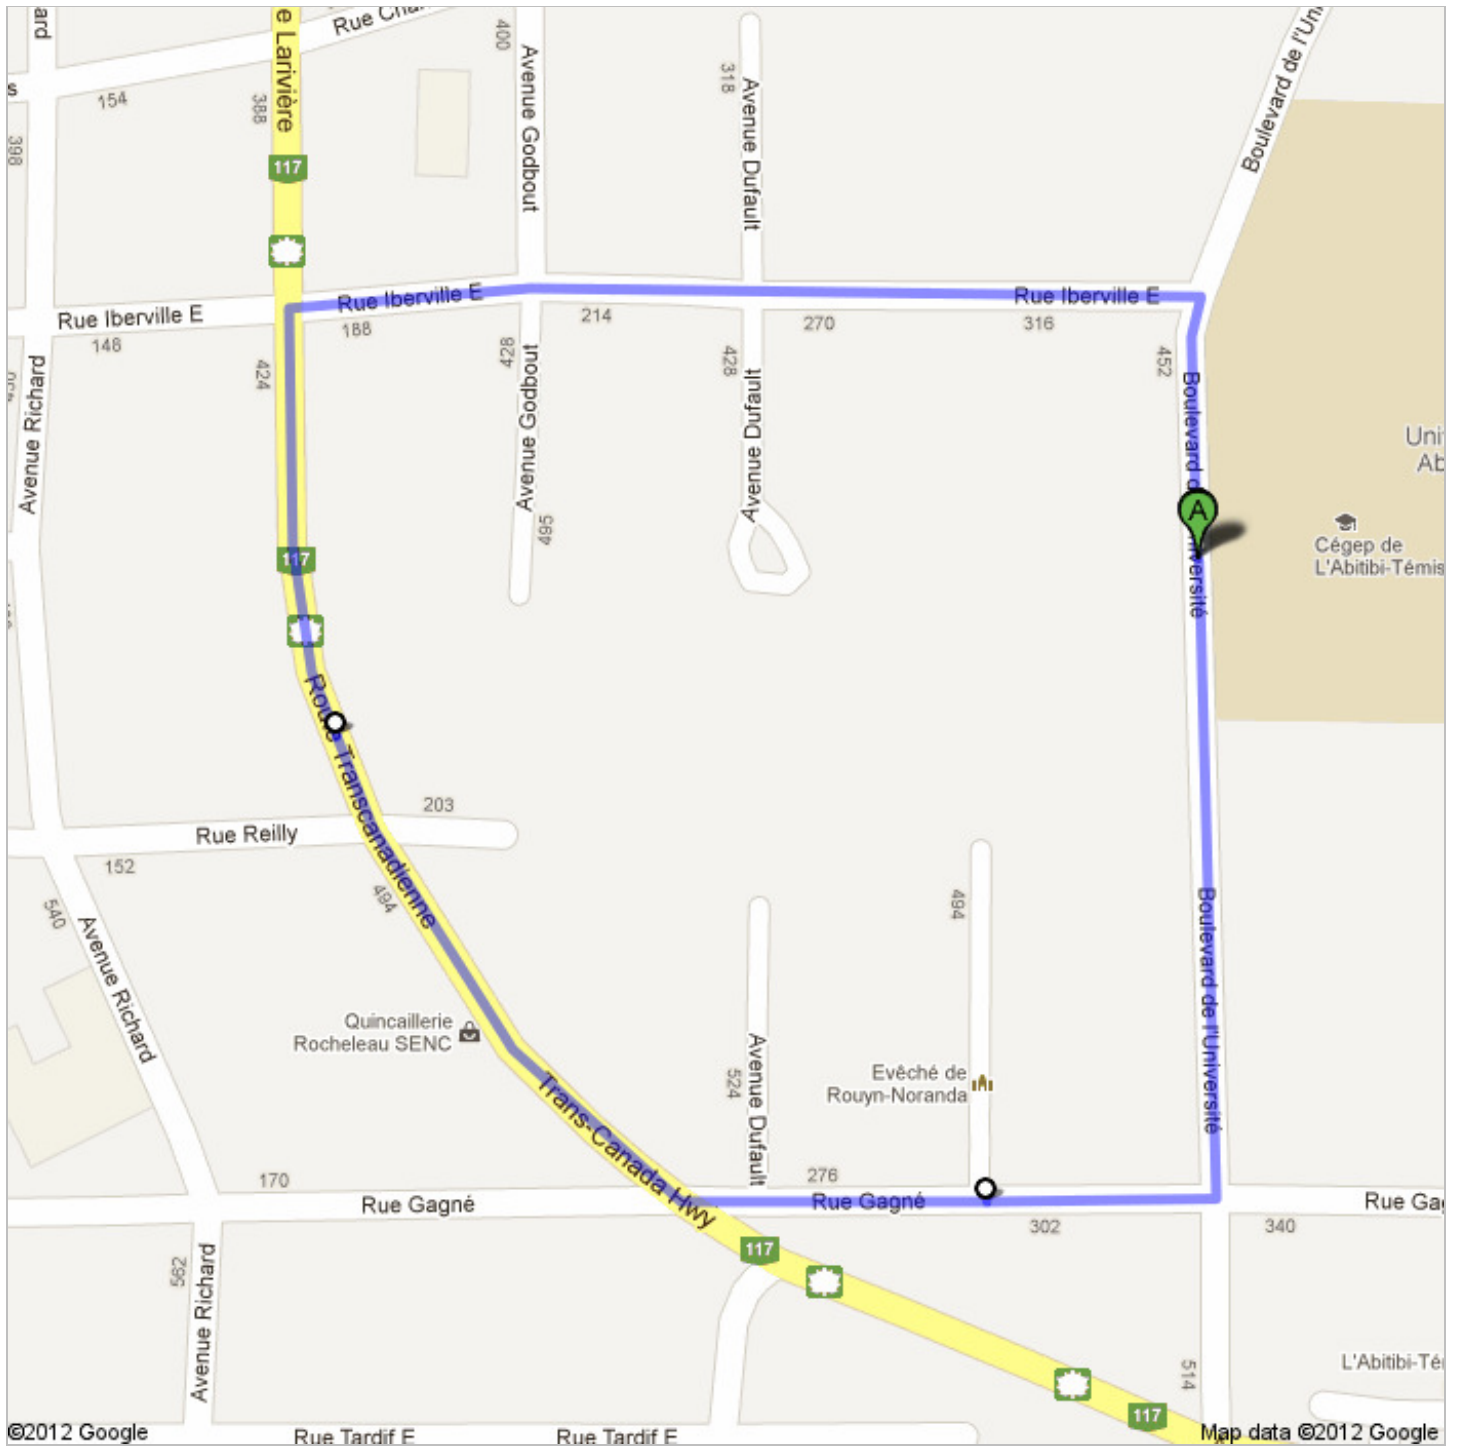 ard
e Larivière
Rue Cha
400
Avenue Godbout
318
Avenue Dufault
Boulevard de l'Uni
s
154
388
398
117
Rue Iberville E
Rue Iberville E
Rue Iberville E
148
188
214
270
316
424
428
428
452
Avenue Richard
Avenue Godbout
Avenue Dufault
Boulevard de l'Université
Uni
Ab
A
495
Cégep de
L'Abitibi-Témis
117
Route Transcanadienne
203
Rue Reilly
152
494
494
540
Avenue Richard
Boulevard de l'Université
Quincaillerie
Rocheleau SENC
Avenue Dufault
524
Evêché de
Rouyn-Noranda
Trans-Canada Hwy
170
276
Rue Gagné
Rue Gagné
Rue Gag
302
340
117
562
Avenue Richard
514
L'Abitibi-Té
117
©2012 Google
Rue Tardif E
Rue Tardif E
Map data ©2012 Google